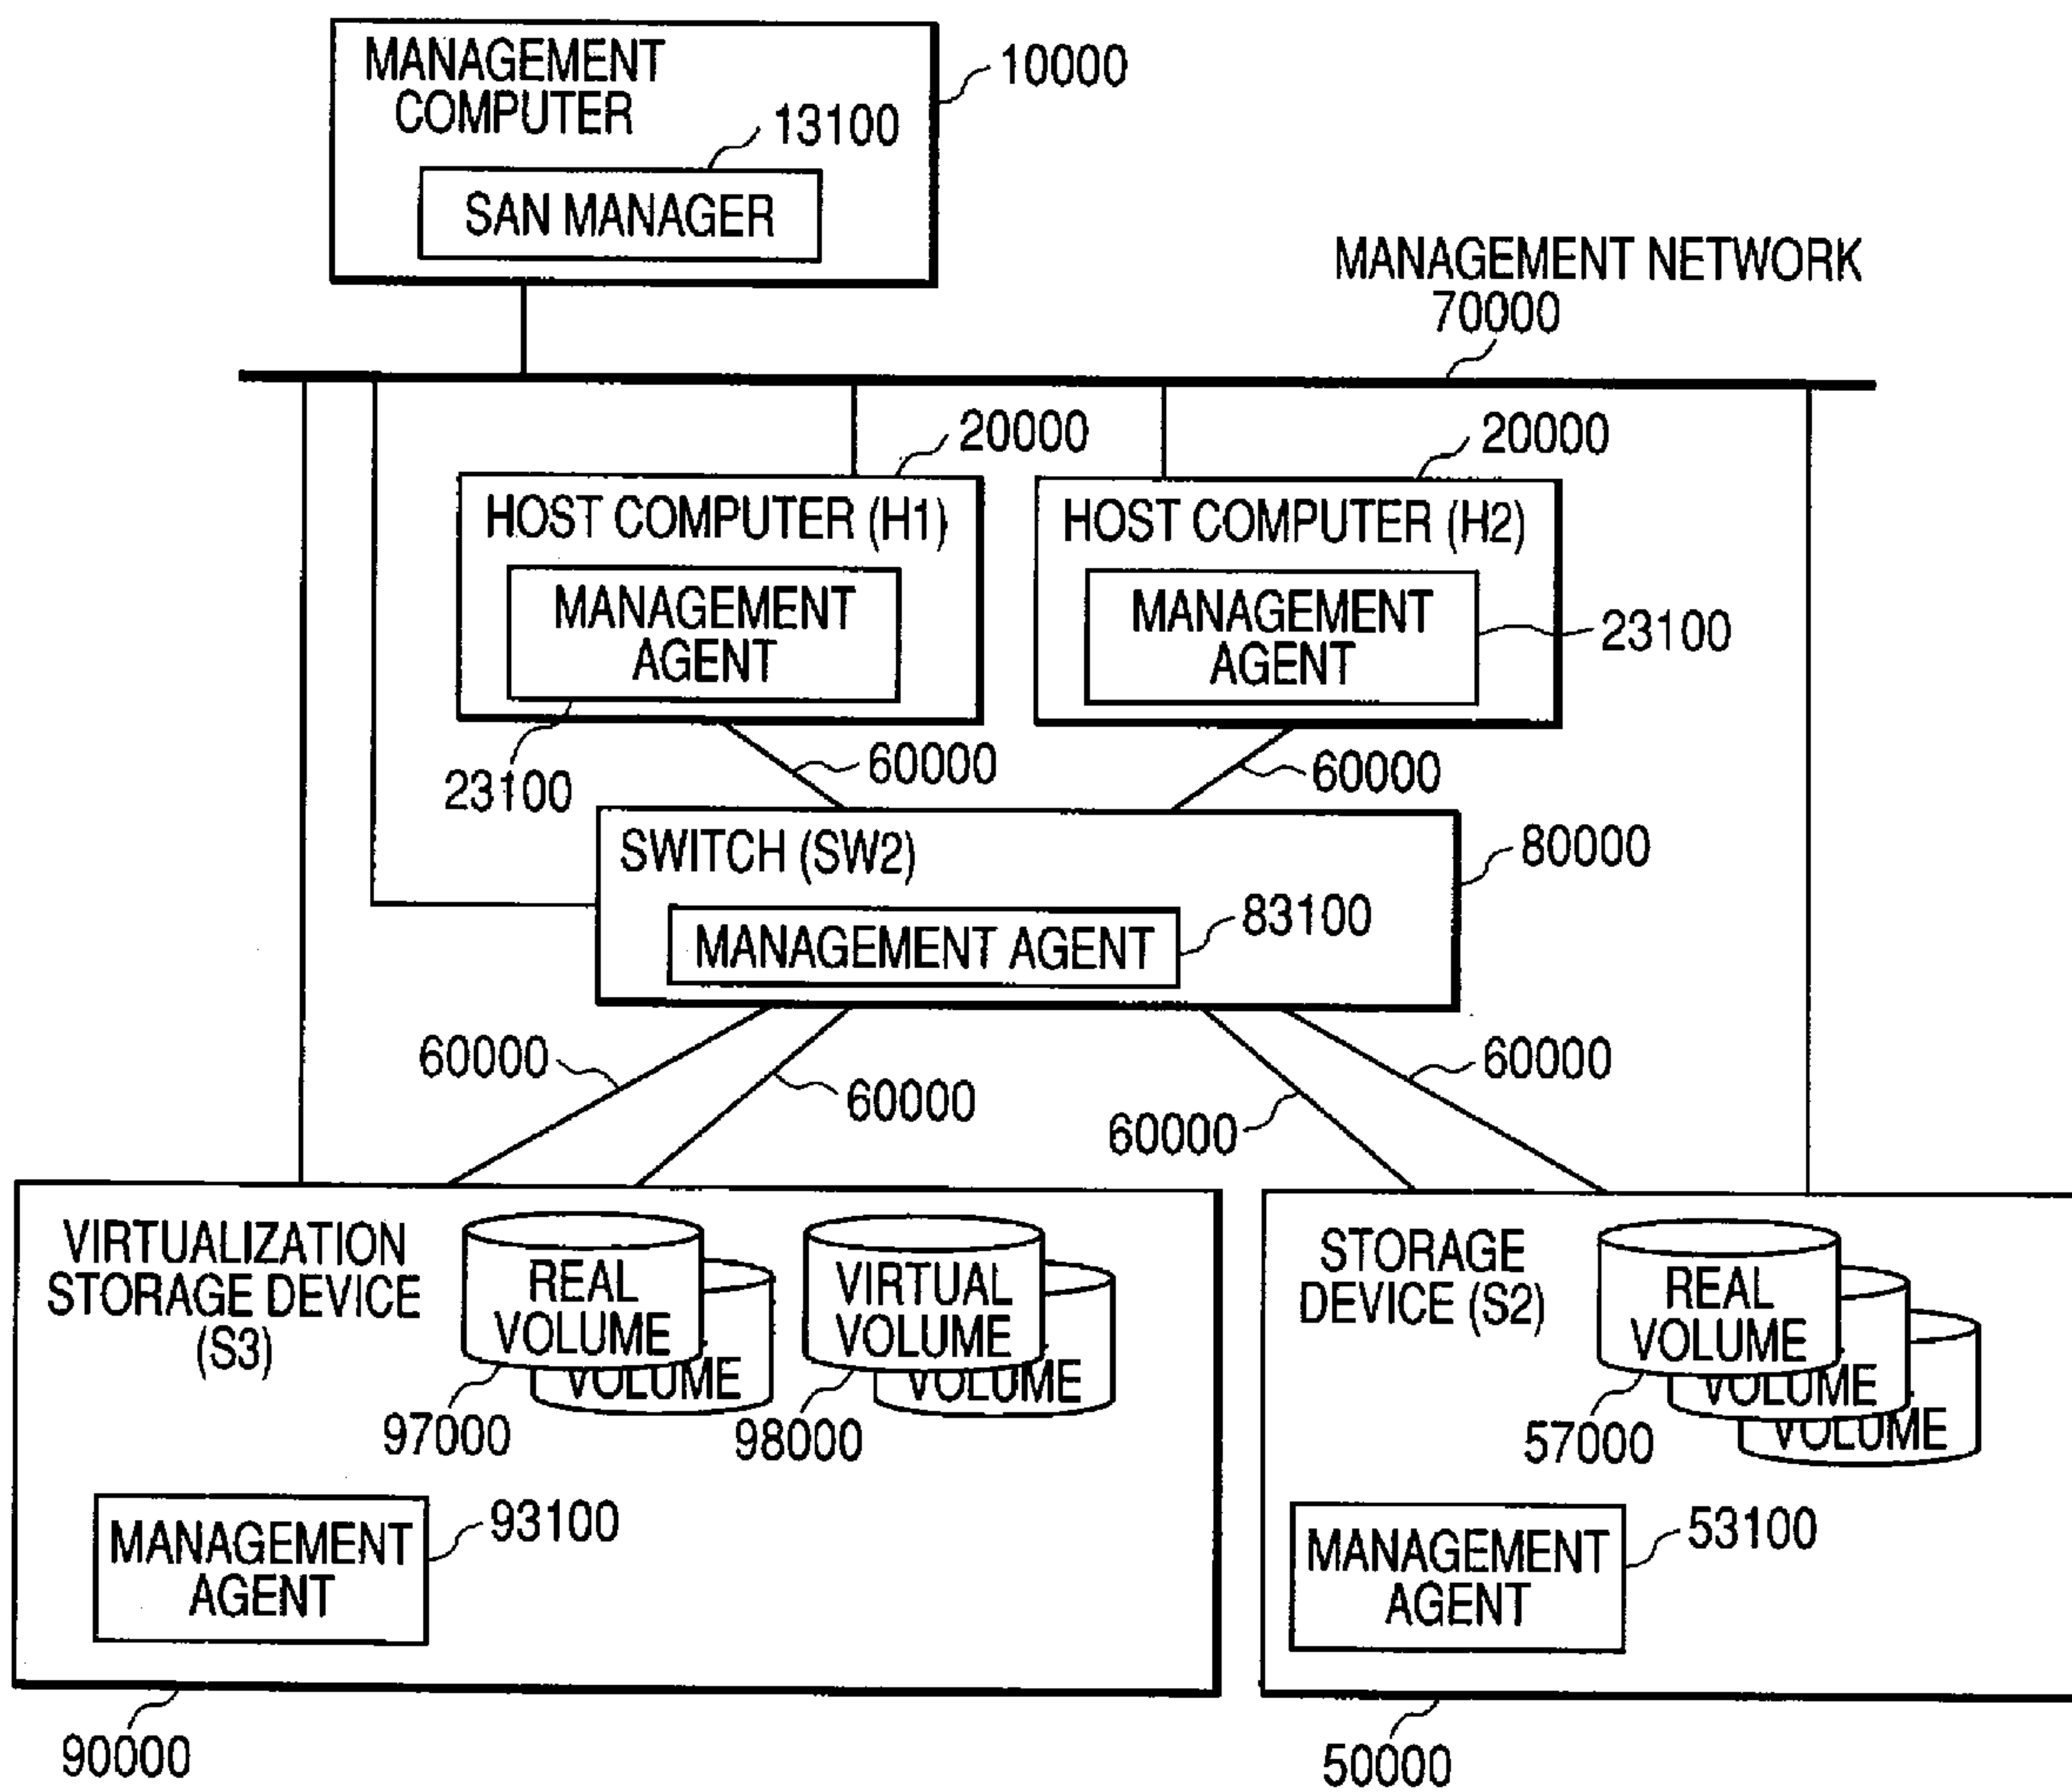 MANAGEMENT
COMPUTER
10000
13100
SAN MANAGER
MANAGEMENT NETWORK
70000
20000
20000
HOST COMPUTER (H1)
HOST COMPUTER (H2)
MANAGEMENT
AGENT
MANAGEMENT
AGENT
23100
23100
60000
60000
SWITCH (SW2)
80000
83100
MANAGEMENT AGENT
60000
60000
60000
60000
VIRTUALIZATION
STORAGE DEVICE
(S3)
REAL
VOLUME
VOLUME
97000
VIRTUAL
VOLUME
VOLUME
98000
STORAGE
DEVICE (S2)
REAL
VOLUME
VOLUME
VOLUME
57000
MANAGEMENT
AGENT
93100
MANAGEMENT
AGENT
53100
90000
50000